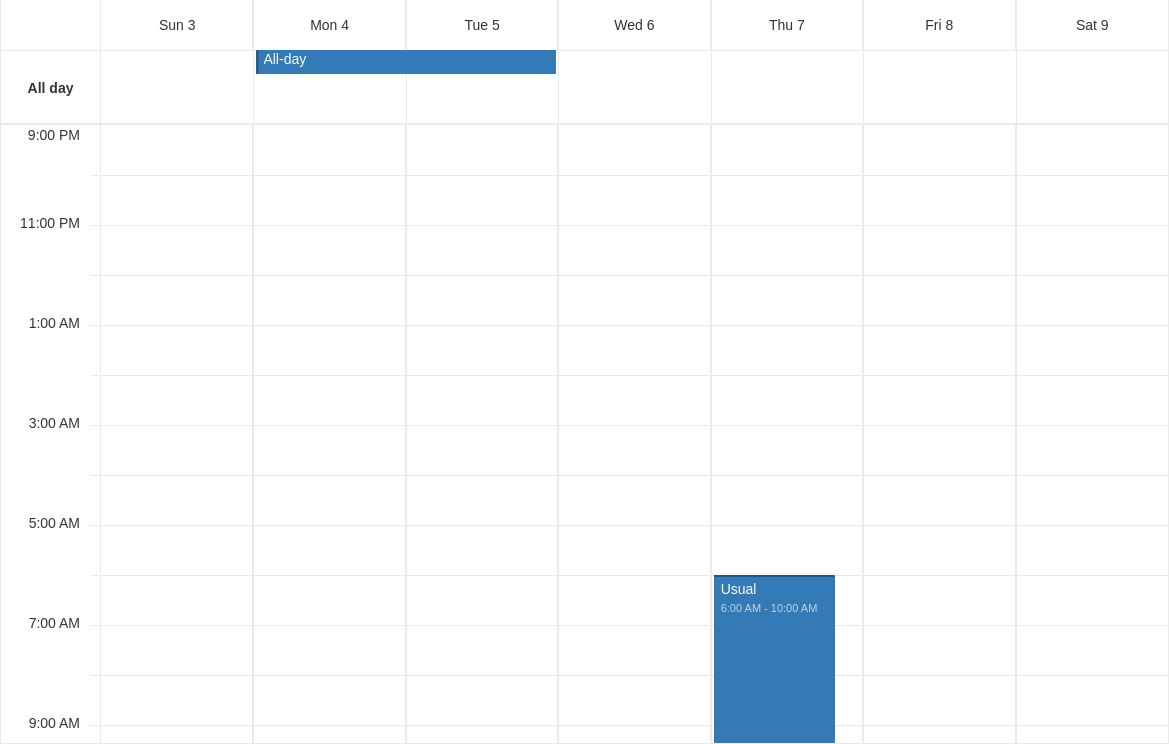 Sun 3
Mon 4
Tue 5
Wed 6
Thu 7
Fri 8
Sat 9
All day
All-day
9:00 PM
11:00 PM
1:00 AM
3:00 AM
5:00 AM
Usual
6:00 AM - 10:00 AM
7:00 AM
9:00 AM